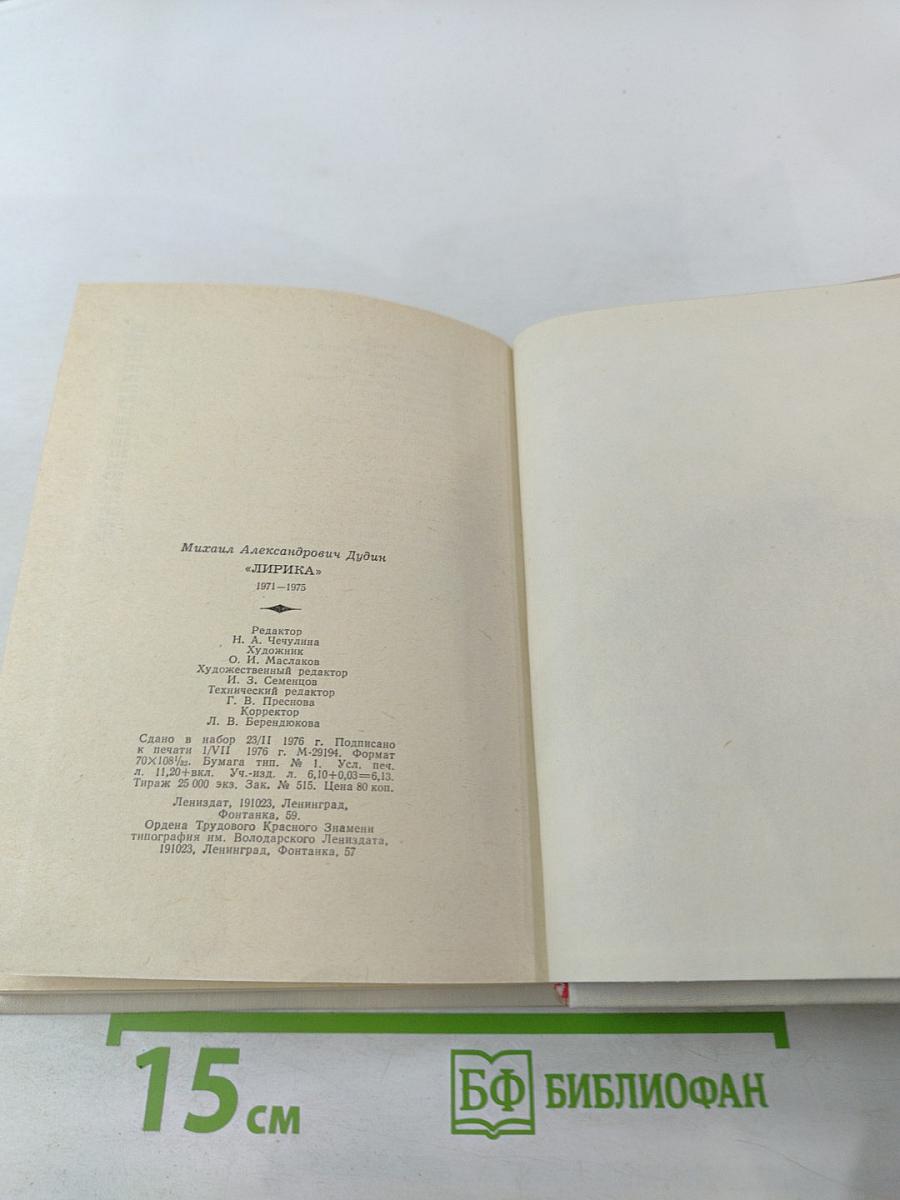 Михаил Александрович Дудин
«ЛИРИКА»
1971—1975
Редактор
Н. А. Чечулина
Художник
О. И. Маслаков
Художественный редактор
И. З. Семенцов
Технический редактор
Г. В. Преснова
Корректор
Л. В. Берендюкова
Сдано в набор 23/II 1976 г. Подписано
к печати 1/VII 1976 г. М-29194. Формат
70×108¹/₃₂. Бумага тип. № 1. Усл. печ.
л. 11,20+вкл. Уч.-изд. л. 6,10+0,03=6,13.
Тираж 25 000 экз. Зак. № 515. Цена 80 коп.
Лениздат, 191023, Ленинград,
Фонтанка, 59.
Ордена Трудового Красного Знамени
типография им. Володарского Лениздата,
191023, Ленинград, Фонтанка, 57
15 см
БФ БИБЛИОФАН